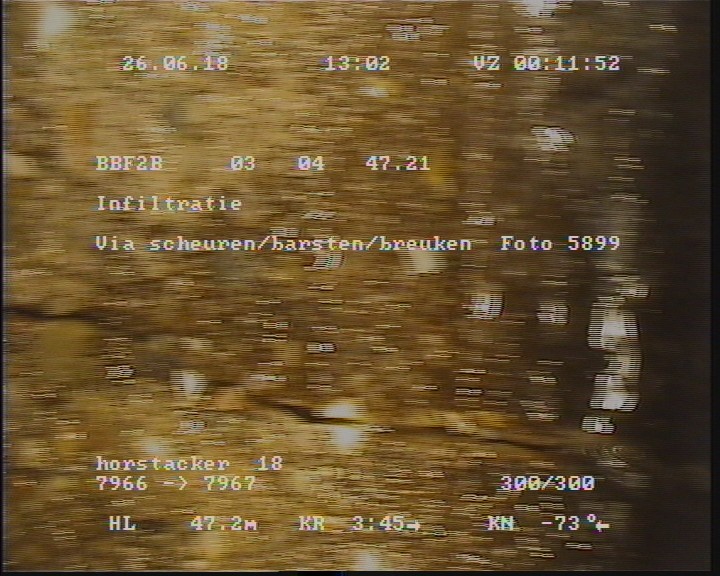 26.06.18 13:02 VZ 00:11:52
BBF2B 03 04 47.21
Infiltratie
Via scheuren/barsten/breuken Foto 5899
horstacker 18
7966 -> 7967 300/300
HL 47.2m KR 3:45→ KN -73°←